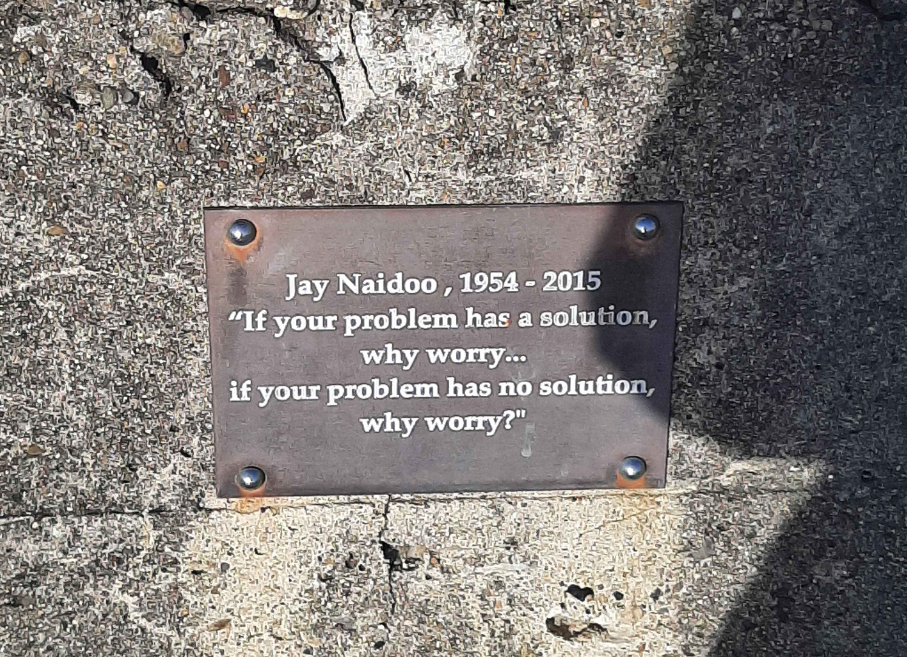 Jay Naidoo , 1954 - 2015
“If your problem has a solution,
why worry...
if your problem has no solution,
why worry?"